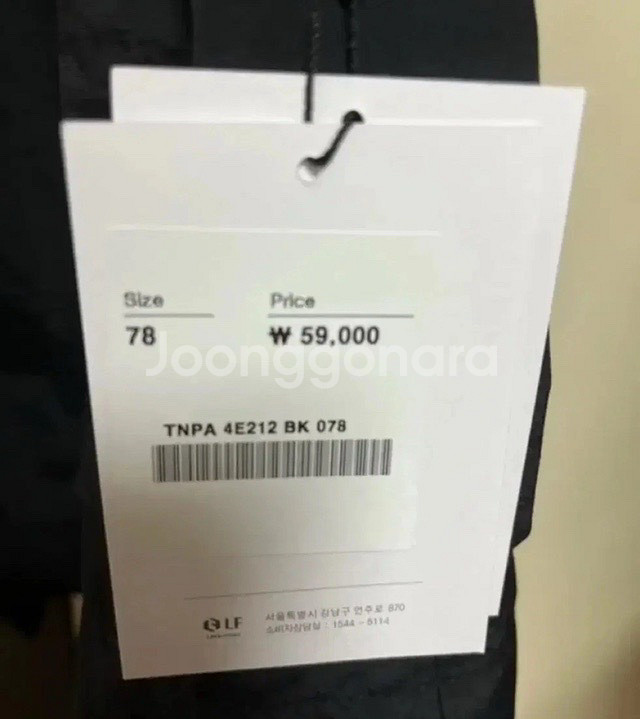 Size Price
78 ₩ 59,000
Joonggonara
TNPA 4E212 BK 078
LF 서울특별시 강남구 언주로 870
소비자상담실 : 1544 - 5114